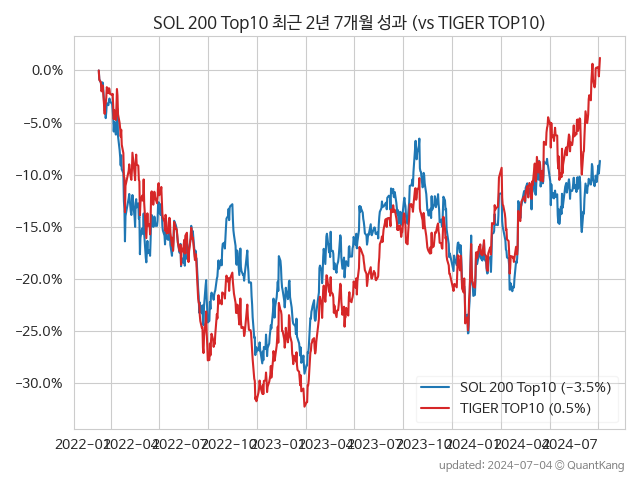 SOL 200 Top10 최근 2년 7개월 성과 (vs TIGER TOP10)
0.0%
−5.0%
−10.0%
−15.0%
−20.0%
−25.0%
−30.0%
SOL 200 Top10 (−3.5%)
TIGER TOP10 (0.5%)
2022-01 2022-04 2022-07 2022-10 2023-01 2023-04 2023-07 2023-10 2024-01 2024-04 2024-07
updated: 2024-07-04 © QuantKang